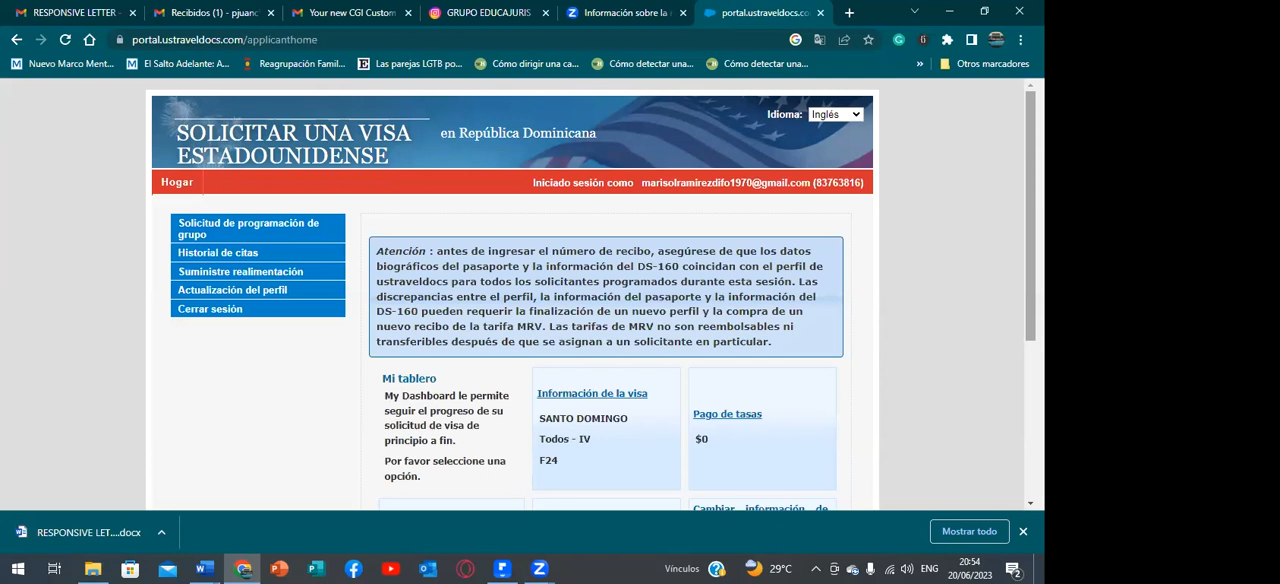 RESPONSIVE LETTER -
Recibidos (1) - pjuanc
Your new CGI Custom
GRUPO EDUCAJURIS
Información sobre la
portal.ustraveldocs.co
portal.ustraveldocs.com/applicanthome
Nuevo Marco Ment...
El Salto Adelante: A...
Reagrupación Famil...
Las parejas LGTB po...
Cómo dirigir una ca...
Cómo detectar una...
Cómo detectar una...
»
Otros marcadores
SOLICITAR UNA VISA
ESTADOUNIDENSE
en República Dominicana
Idioma: Inglés
Hogar
Iniciado sesión como marisolramirezdifo1970@gmail.com (83763816)
Solicitud de programación de
grupo
Historial de citas
Suministre realimentación
Actualización del perfil
Cerrar sesión
Atención : antes de ingresar el número de recibo, asegúrese de que los datos
biográficos del pasaporte y la información del DS-160 coincidan con el perfil de
ustraveldocs para todos los solicitantes programados durante esta sesión. Las
discrepancias entre el perfil, la información del pasaporte y la información del
DS-160 pueden requerir la finalización de un nuevo perfil y la compra de un
nuevo recibo de la tarifa MRV. Las tarifas de MRV no son reembolsables ni
transferibles después de que se asignan a un solicitante en particular.
Mi tablero
My Dashboard le permite
seguir el progreso de su
solicitud de visa de
principio a fin.
Por favor seleccione una
opción.
Información de la visa
SANTO DOMINGO
Todos - IV
F24
Pago de tasas
$0
Cambiar información de
RESPONSIVE LET....docx
Mostrar todo
Vínculos
29°C
ENG
20:54
20/06/2023
2